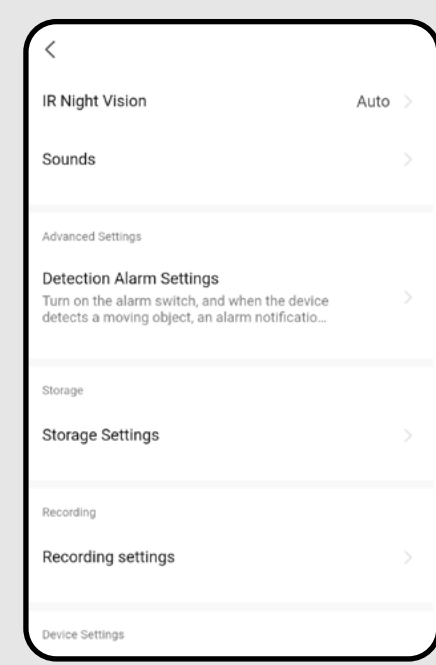 IR Night Vision Auto
Sounds
Advanced Settings
Detection Alarm Settings
Turn on the alarm switch, and when the device
detects a moving object, an alarm notificatio...
Storage
Storage Settings
Recording
Recording settings
Device Settings